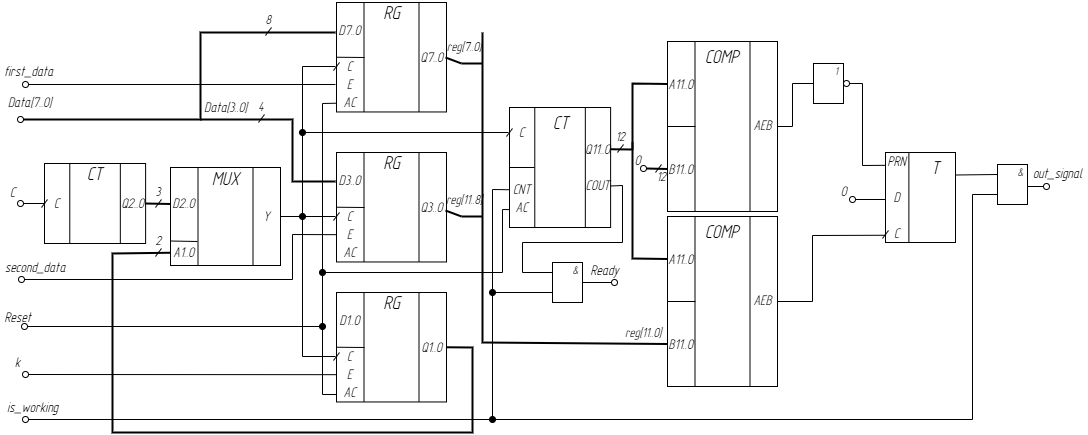 first_data
Data[7..0]
C
second_data
Reset
k
is_working
8
Data[3..0] 4
CT
C
Q2..0
3
2
MUX
D2..0
A1..0
Y
RG
D7..0
C
E
AC
Q7..0
reg[7..0]
RG
D3..0
C
E
AC
Q3..0
reg[11..8]
RG
D1..0
C
E
AC
Q1..0
CT
C
CNT
AC
Q11..0
COUT
12
0
12
&
Ready
reg[11..0]
COMP
A11..0
B11..0
AEB
COMP
A11..0
B11..0
AEB
1
0
T
PRN
D
C
&
out_signal